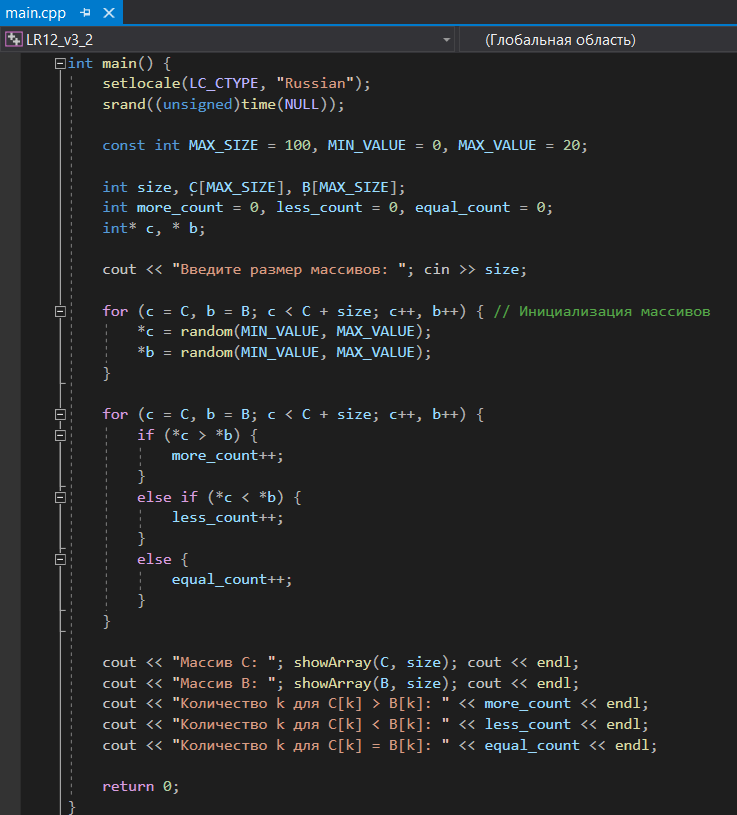 main.cpp
LR12_v3_2 (Глобальная область)
int main() {
setlocale(LC_CTYPE, "Russian");
srand((unsigned)time(NULL));
const int MAX_SIZE = 100, MIN_VALUE = 0, MAX_VALUE = 20;
int size, C[MAX_SIZE], B[MAX_SIZE];
int more_count = 0, less_count = 0, equal_count = 0;
int* c, * b;
cout << "Введите размер массивов: "; cin >> size;
for (c = C, b = B; c < C + size; c++, b++) { // Инициализация массивов
*c = random(MIN_VALUE, MAX_VALUE);
*b = random(MIN_VALUE, MAX_VALUE);
}
for (c = C, b = B; c < C + size; c++, b++) {
if (*c > *b) {
more_count++;
}
else if (*c < *b) {
less_count++;
}
else {
equal_count++;
}
}
cout << "Массив C: "; showArray(C, size); cout << endl;
cout << "Массив B: "; showArray(B, size); cout << endl;
cout << "Количество k для C[k] > B[k]: " << more_count << endl;
cout << "Количество k для C[k] < B[k]: " << less_count << endl;
cout << "Количество k для C[k] = B[k]: " << equal_count << endl;
return 0;
}